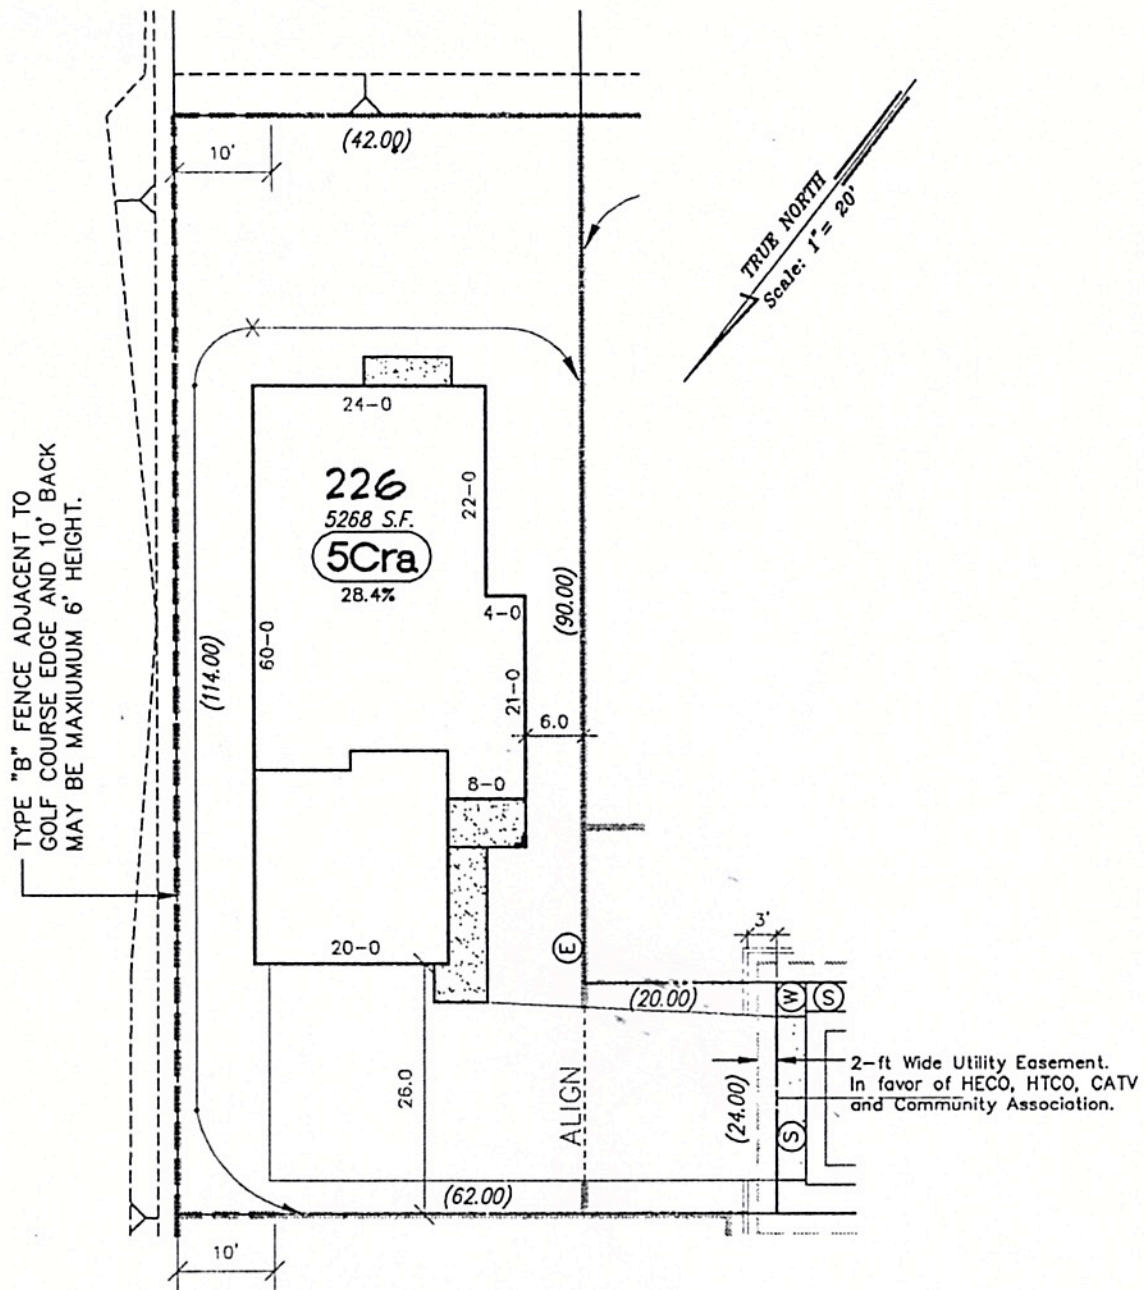 (42.00)
10'
TRUE NORTH
Scale: 1"= 20'
24-0
226
5268 S.F.
5Cra
28.4%
22-0
4-0
(90.00)
60-0
(114.00)
21-0
6.0
TYPE "B" FENCE ADJACENT TO
GOLF COURSE EDGE AND 10' BACK
MAY BE MAXIUMUM 6' HEIGHT.
8-0
20-0
E
3'
(20.00)
W
S
26.0
ALIGN
(24.00)
2-ft Wide Utility Easement.
In favor of HECO, HTCO, CATV
and Community Association.
S
(62.00)
10'